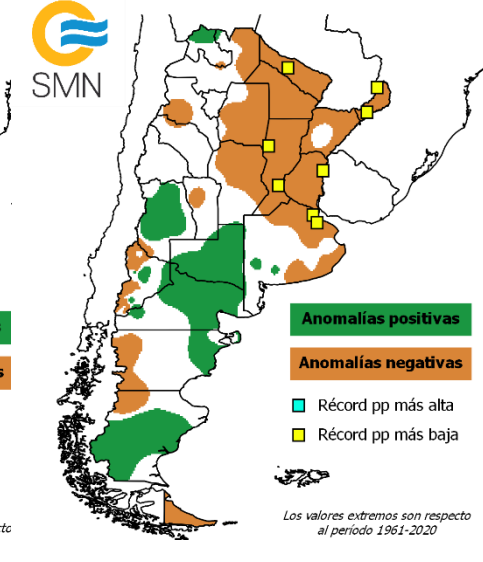 SMN
Anomalías positivas
Anomalías negativas
Récord pp más alta
Récord pp más baja
Los valores extremos son respecto
al período 1961-2020